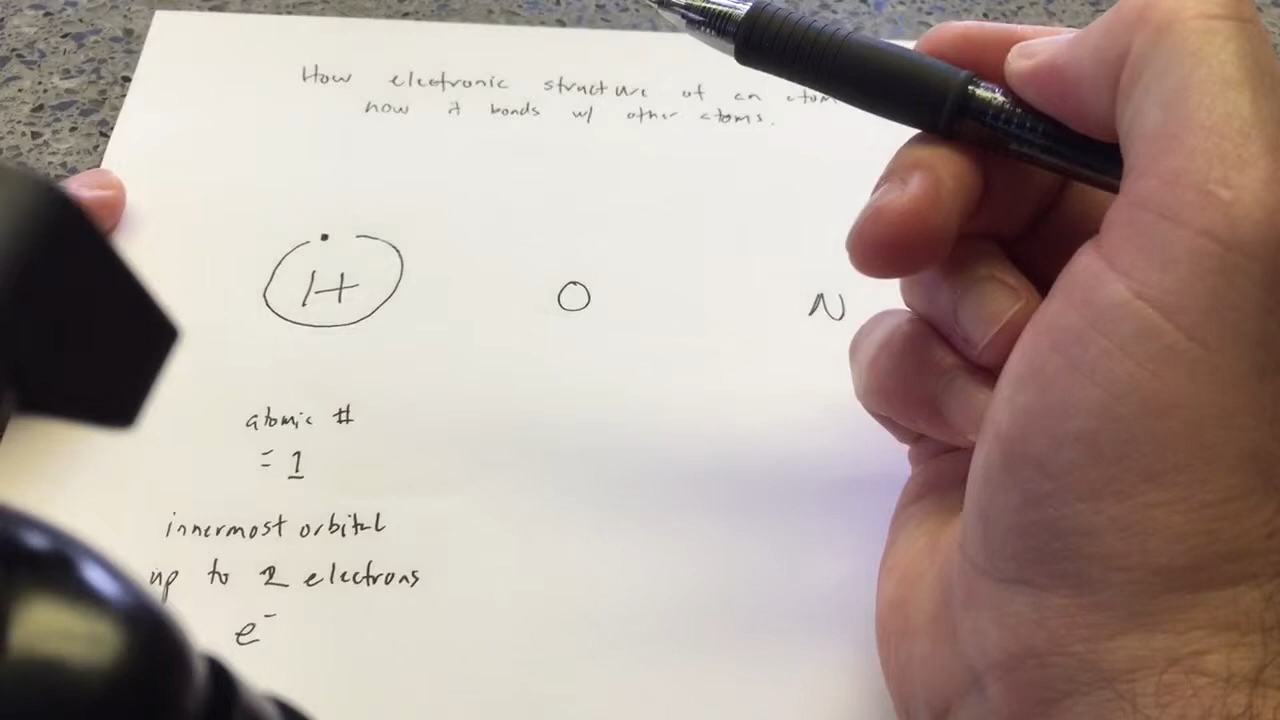 How electronic structure of an atom
how it bonds w/ other atoms.
H
O
N
atomic #
= 1
innermost orbital
up to 2 electrons
e⁻